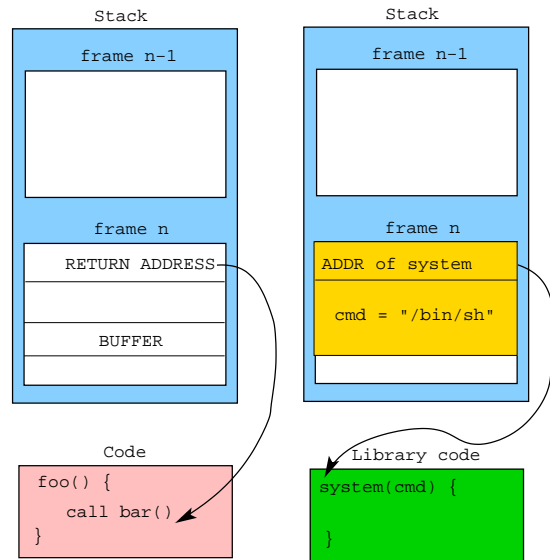 Stack
frame n-1
frame n
RETURN ADDRESS
BUFFER
Code
foo() {
call bar()
}
Stack
frame n-1
frame n
ADDR of system
cmd = "/bin/sh"
Library code
system(cmd) {
}